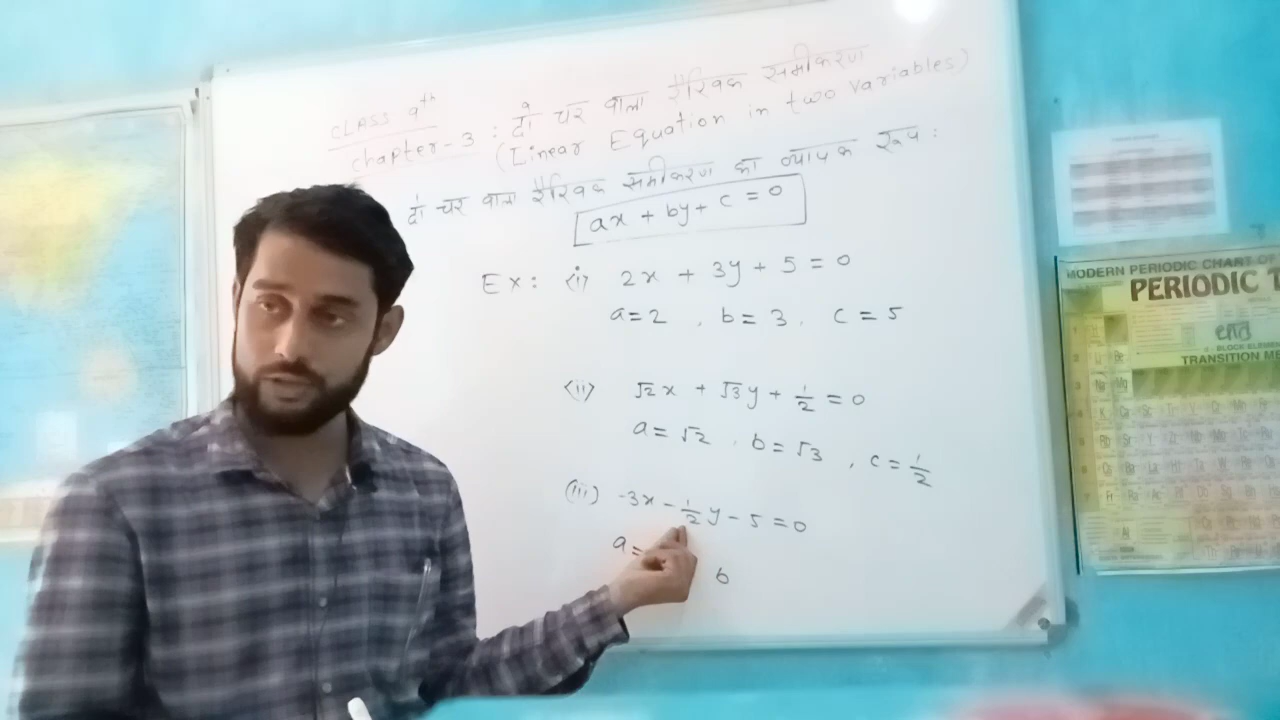 CLASS 9th
chapter-3 : दो चर वाला रैखिक समीकरण
(Linear Equation in two variables)
दो चर वाला रैखिक समीकरण का व्यापक रूप :
ax + by + c = 0
Ex: (i) 2x + 3y + 5 = 0
a=2 , b=3 , c=5
(ii) √2x + √3y + 1/2 = 0
a=√2 , b=√3 , c=1/2
(iii) -3x - 1/2 y - 5 = 0
a=
b
MODERN PERIODIC CHART OF
PERIODIC T
TRANSITION ME